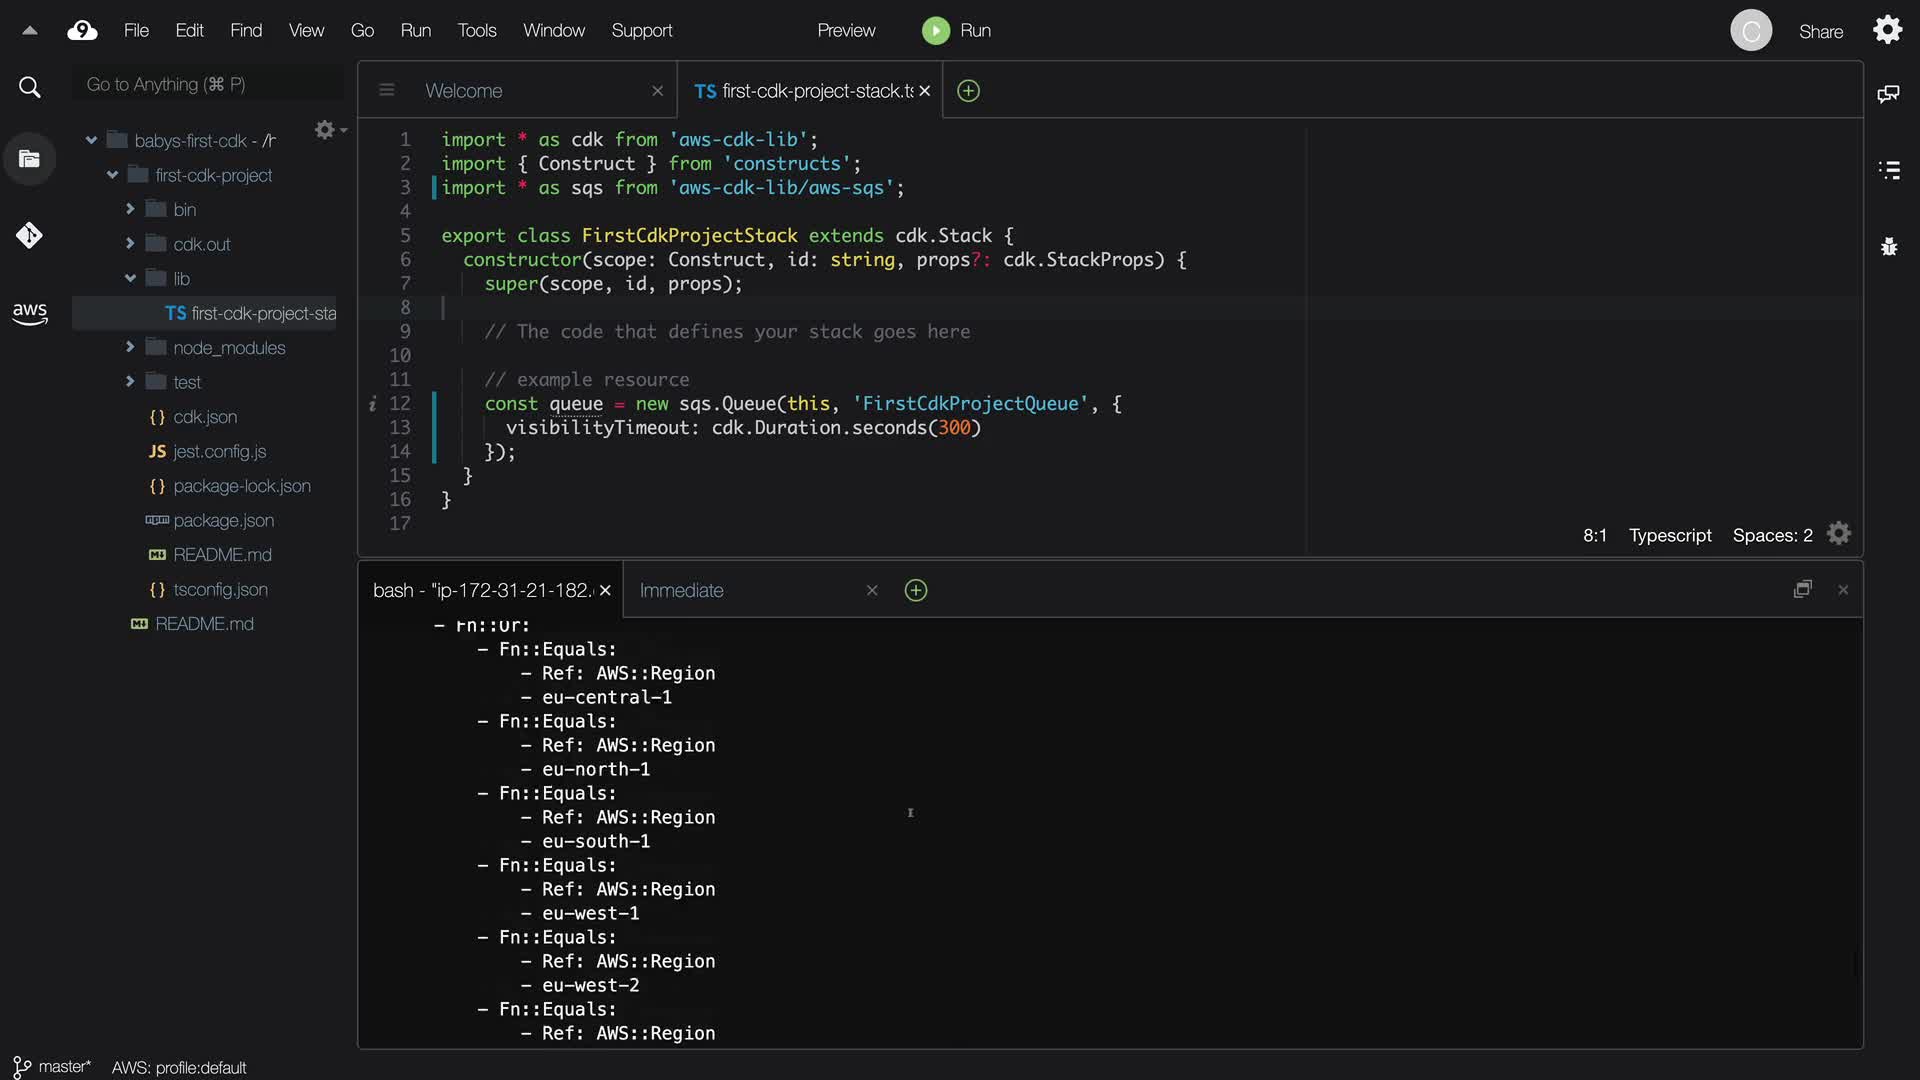 9 File Edit Find View Go Run Tools Window Support Preview Run C Share
Go to Anything (⌘ P)
Welcome
TS first-cdk-project-stack.ts
babys-first-cdk - /h
first-cdk-project
bin
cdk.out
lib
TS first-cdk-project-sta
node_modules
test
{} cdk.json
JS jest.config.js
{} package-lock.json
package.json
README.md
{} tsconfig.json
README.md
aws
1 import * as cdk from 'aws-cdk-lib';
2 import { Construct } from 'constructs';
3 import * as sqs from 'aws-cdk-lib/aws-sqs';
4
5 export class FirstCdkProjectStack extends cdk.Stack {
6 constructor(scope: Construct, id: string, props?: cdk.StackProps) {
7 super(scope, id, props);
8
9 // The code that defines your stack goes here
10
11 // example resource
i 12 const queue = new sqs.Queue(this, 'FirstCdkProjectQueue', {
13 visibilityTimeout: cdk.Duration.seconds(300)
14 });
15 }
16 }
17
8:1 Typescript Spaces: 2
bash - "ip-172-31-21-182.
Immediate
- Fn::Or:
- Fn::Equals:
- Ref: AWS::Region
- eu-central-1
- Fn::Equals:
- Ref: AWS::Region
- eu-north-1
- Fn::Equals:
- Ref: AWS::Region
- eu-south-1
- Fn::Equals:
- Ref: AWS::Region
- eu-west-1
- Fn::Equals:
- Ref: AWS::Region
- eu-west-2
- Fn::Equals:
- Ref: AWS::Region
master* AWS: profile:default